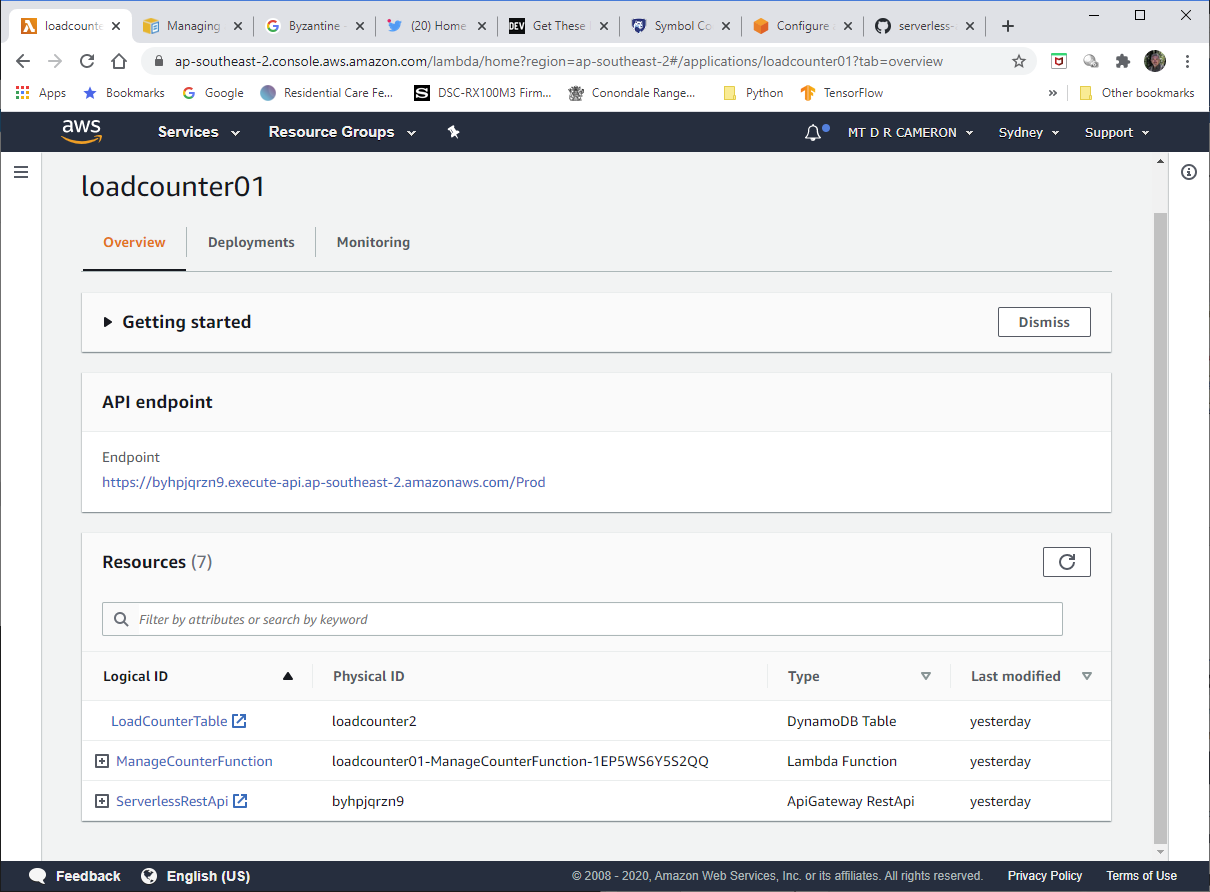 loadcounte
Managing
Byzantine
(20) Home
DEV Get These
Symbol Co
Configure
serverless-
ap-southeast-2.console.aws.amazon.com/lambda/home?region=ap-southeast-2#/applications/loadcounter01?tab=overview
Apps Bookmarks Google Residential Care Fe... DSC-RX100M3 Firm... Conondale Range... Python TensorFlow » Other bookmarks
aws Services Resource Groups MT D R CAMERON Sydney Support
loadcounter01
Overview Deployments Monitoring
Getting started Dismiss
API endpoint
Endpoint
https://byhpjqrzn9.execute-api.ap-southeast-2.amazonaws.com/Prod
Resources (7)
Filter by attributes or search by keyword
Logical ID Physical ID Type Last modified
LoadCounterTable loadcounter2 DynamoDB Table yesterday
ManageCounterFunction loadcounter01-ManageCounterFunction-1EP5WS6Y5S2QQ Lambda Function yesterday
ServerlessRestApi byhpjqrzn9 ApiGateway RestApi yesterday
Feedback English (US) © 2008 - 2020, Amazon Web Services, Inc. or its affiliates. All rights reserved. Privacy Policy Terms of Use